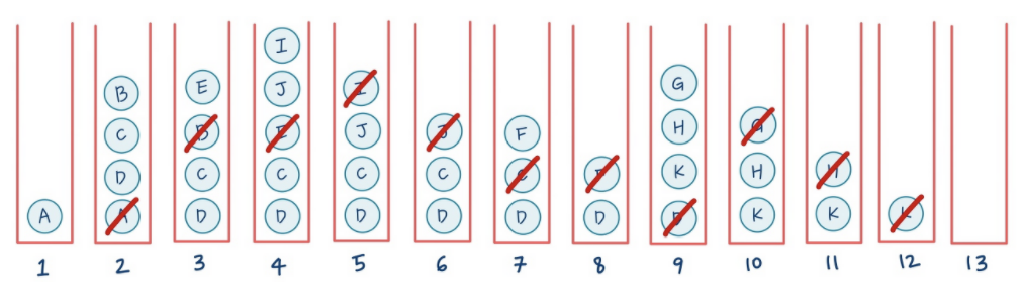 I
B E J I G
C B E J J F H G
D C C C C C F K H H
A A D D D D D D D K K K
1 2 3 4 5 6 7 8 9 10 11 12 13